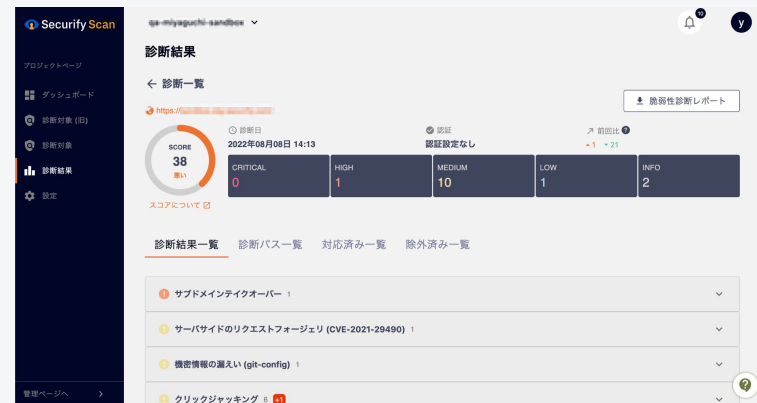 Securify Scan
qa-miyaguchi-sandbox
10
y
プロジェクトページ
ダッシュボード
診断対象 (旧)
診断対象
診断結果
設定
管理ページへ
診断結果
← 診断一覧
https://
脆弱性診断レポート
SCORE
38
悪い
スコアについて
診断日
2022年08月08日 14:13
認証
認証設定なし
前回比 ?
1 21
CRITICAL
0
HIGH
1
MEDIUM
10
LOW
1
INFO
2
診断結果一覧 診断パス一覧 対応済み一覧 除外済み一覧
サブドメインテイクオーバー 1
サーバサイドのリクエストフォージェリ (CVE-2021-29490) 1
機密情報の漏えい (git-config) 1
クリックジャッキング 6 +1
?